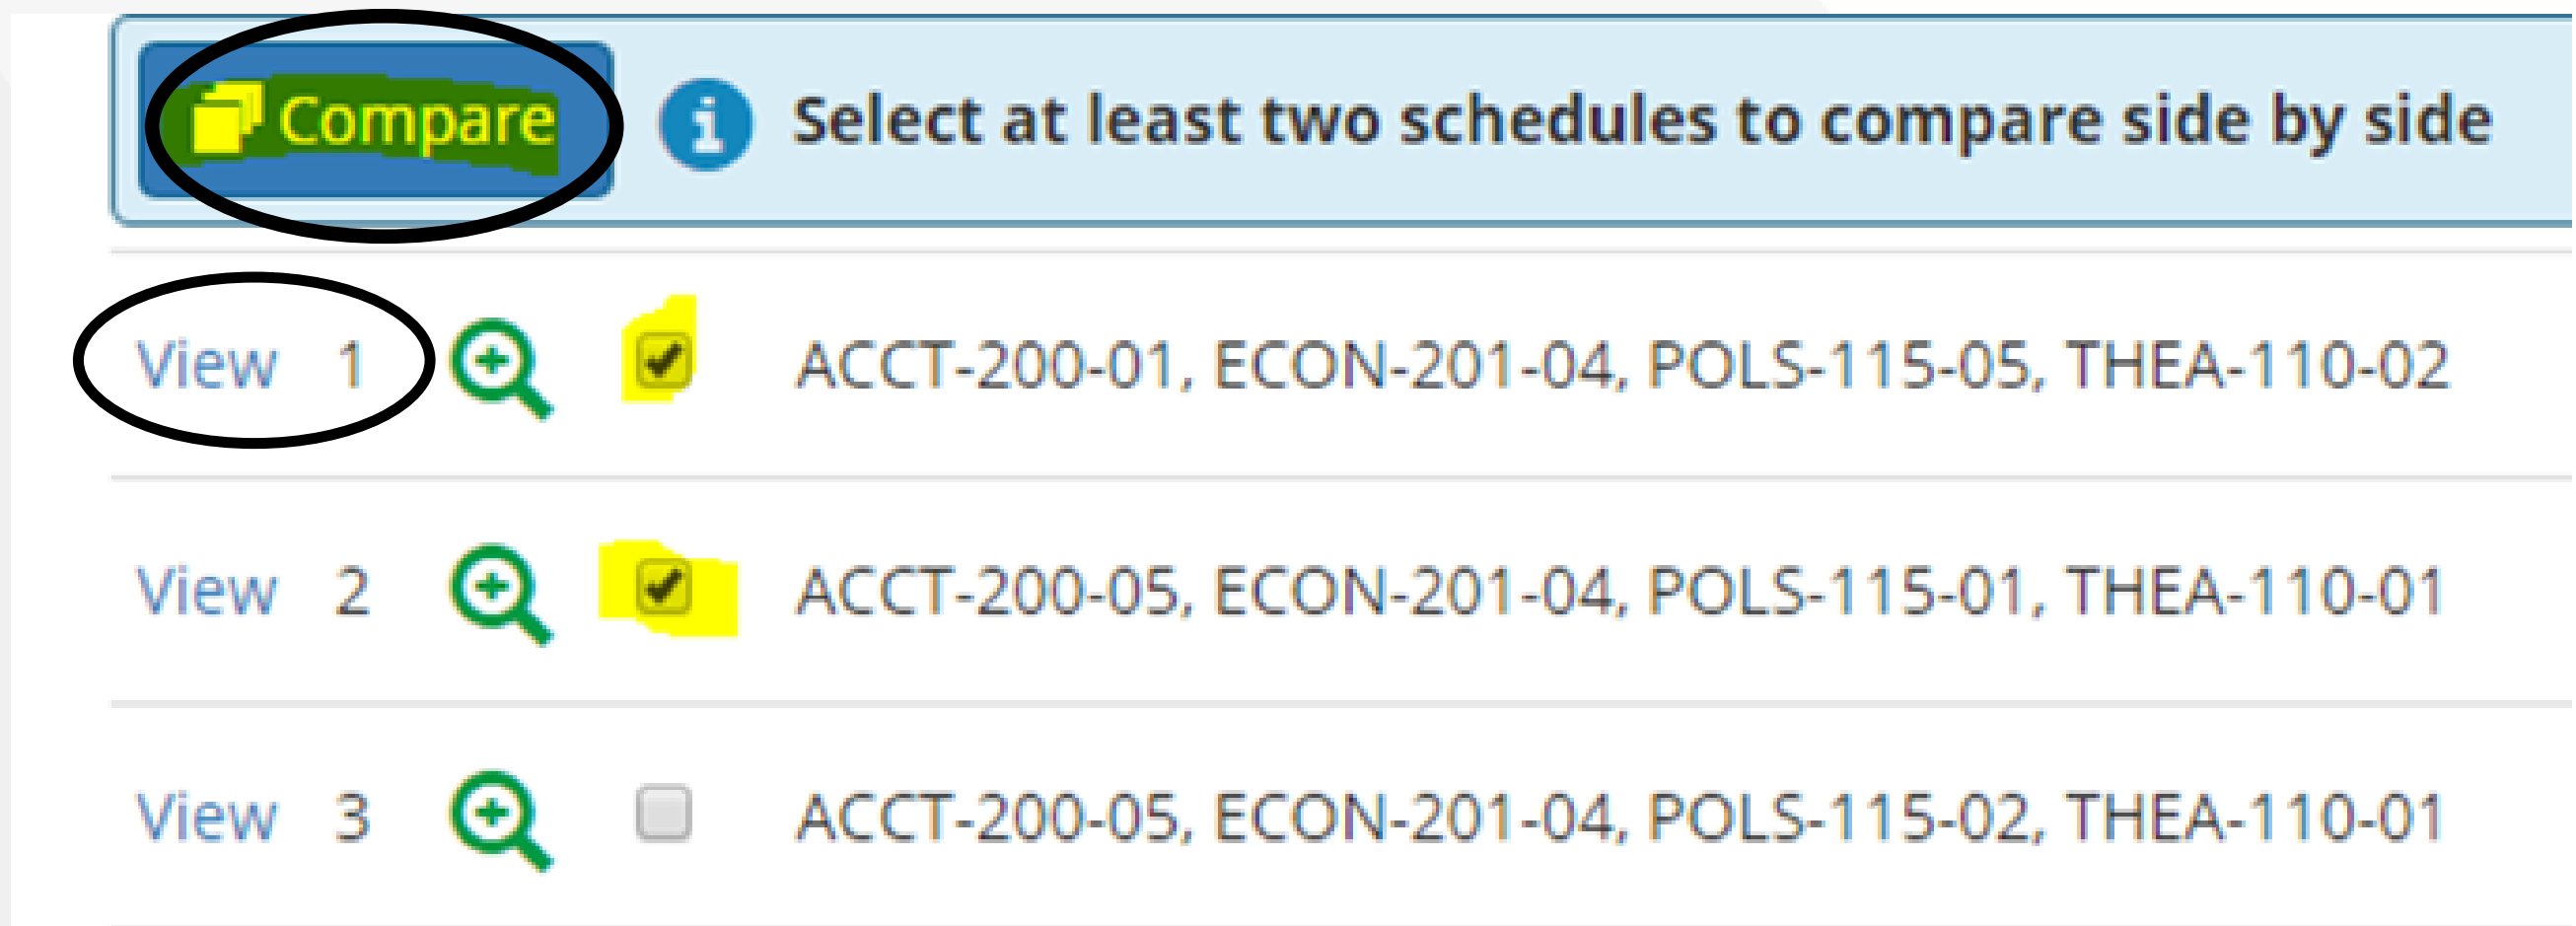 Compare Select at least two schedules to compare side by side
View 1 ACCT-200-01, ECON-201-04, POLS-115-05, THEA-110-02
View 2 ACCT-200-05, ECON-201-04, POLS-115-01, THEA-110-01
View 3 ACCT-200-05, ECON-201-04, POLS-115-02, THEA-110-01